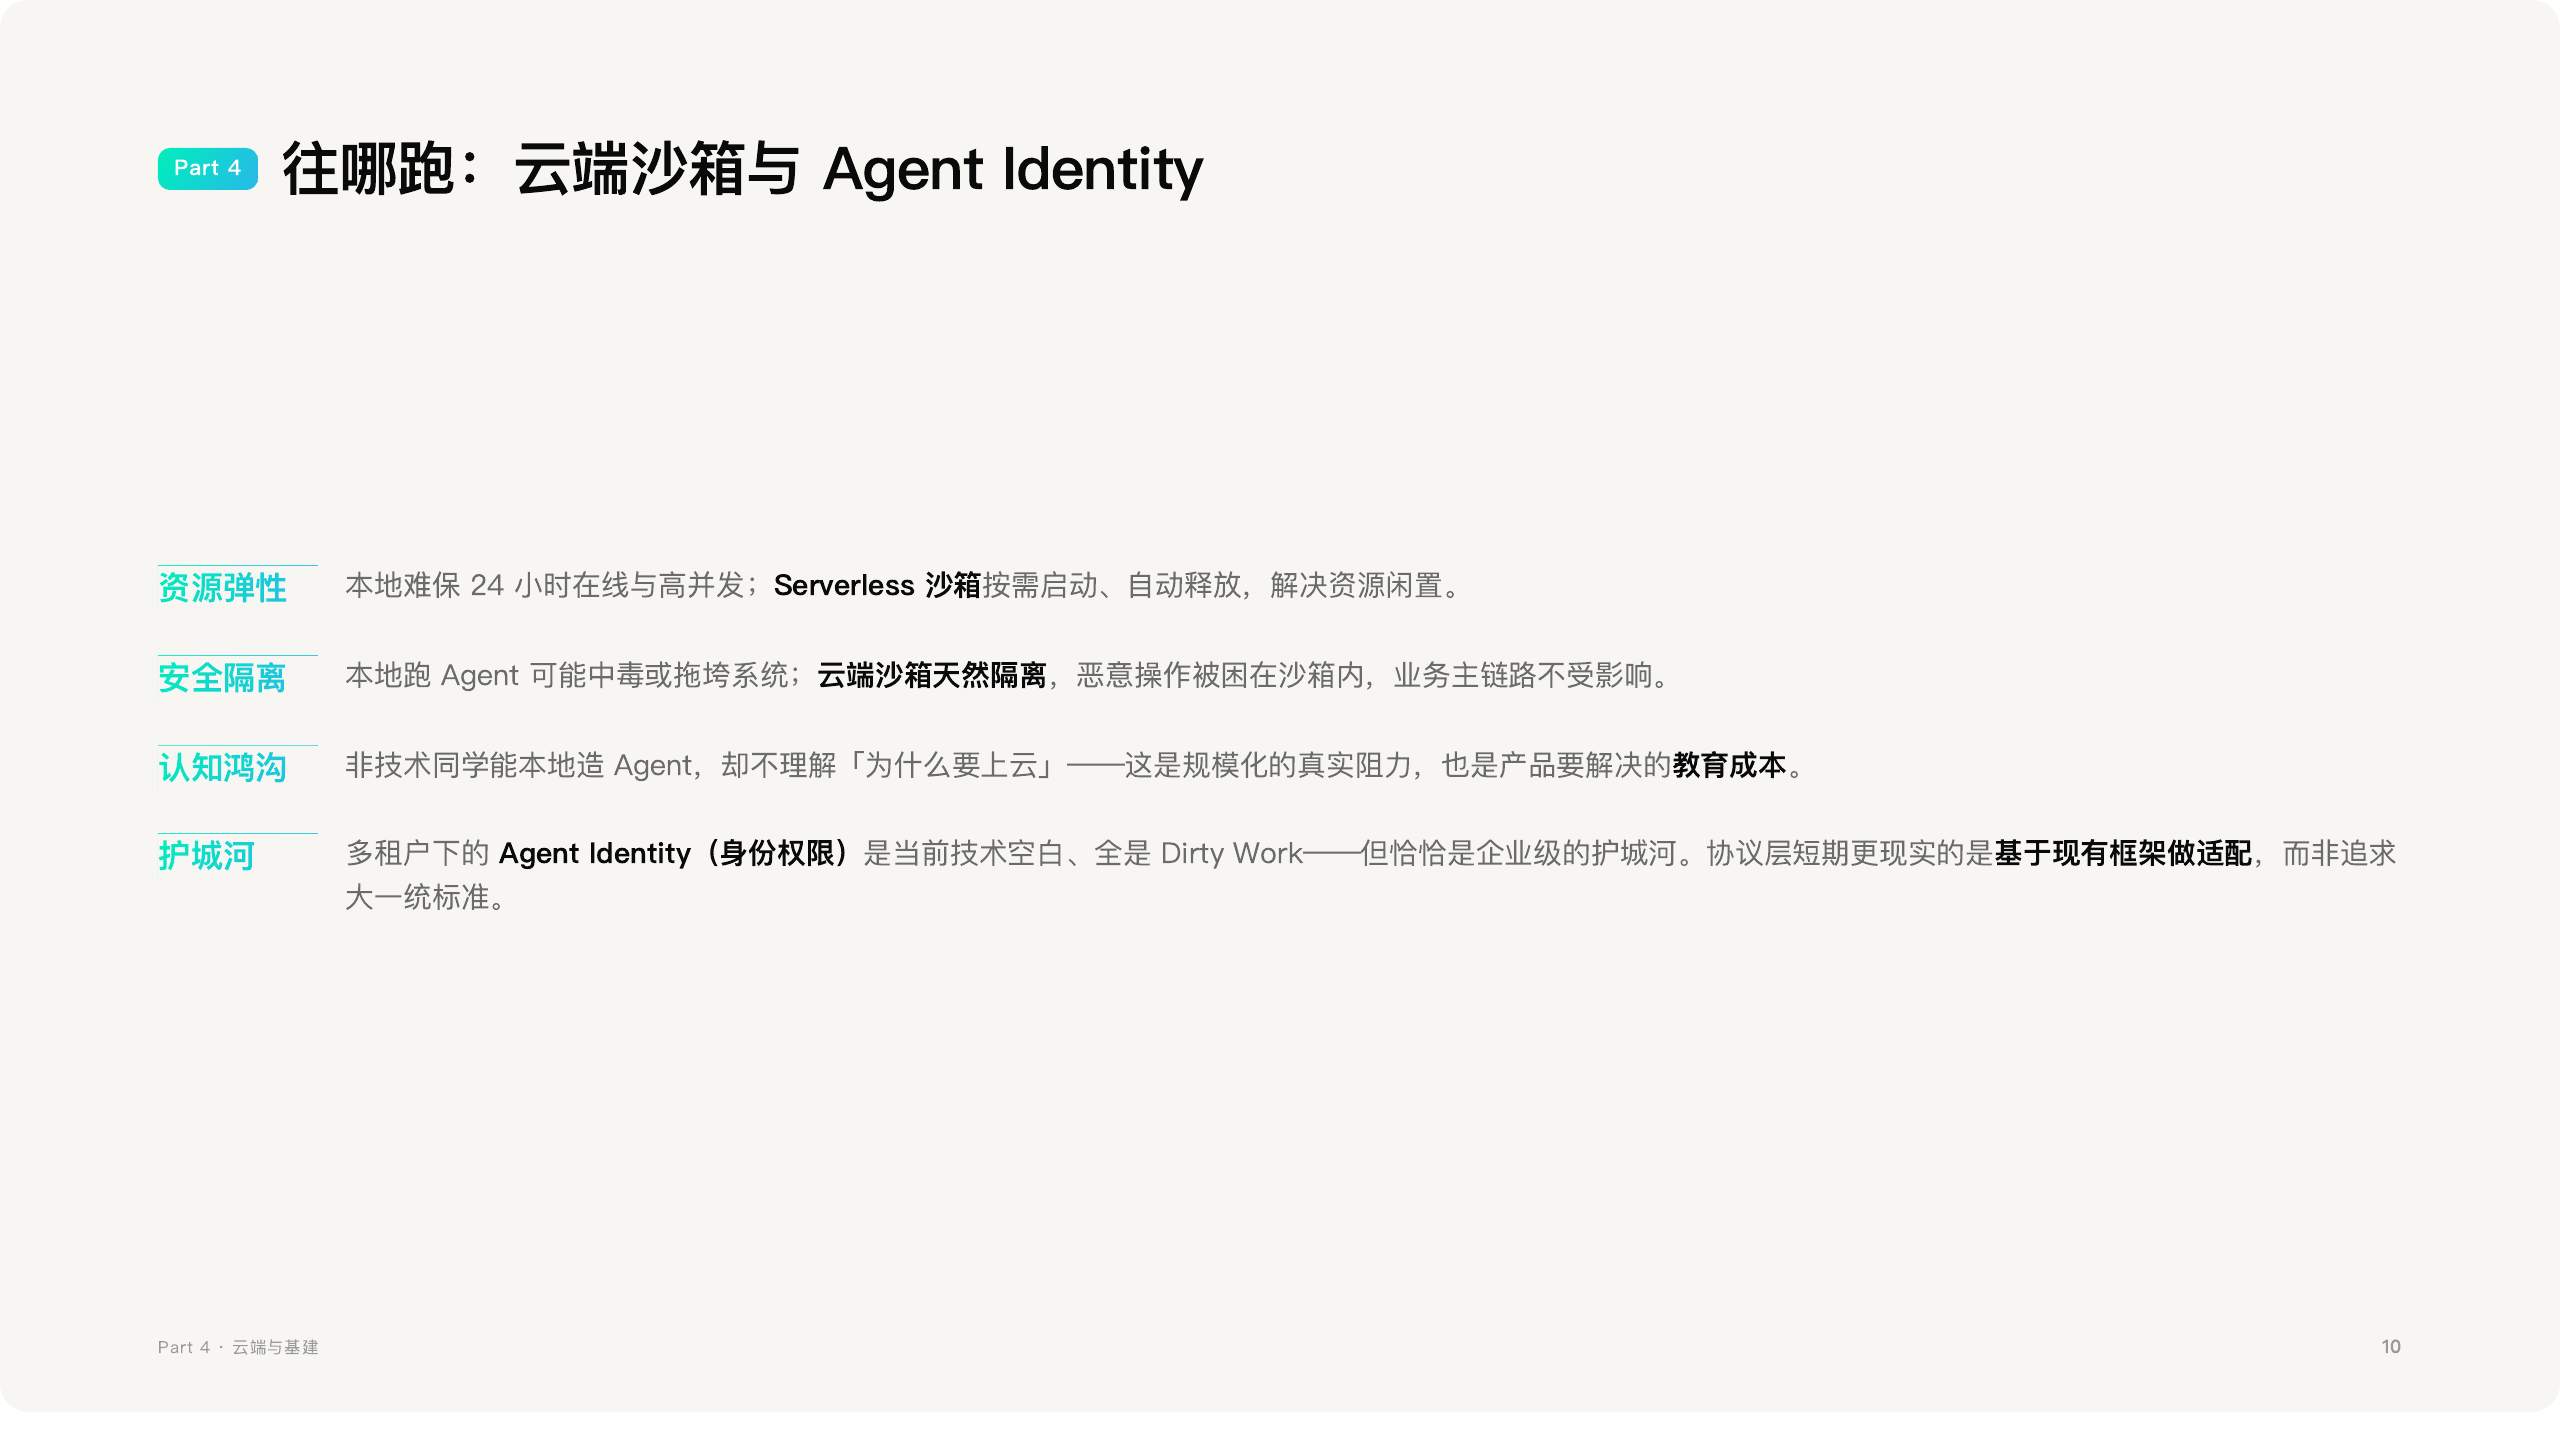 Part 4 往哪跑：云端沙箱与 Agent Identity
资源弹性 本地难保 24 小时在线与高并发；Serverless 沙箱按需启动、自动释放，解决资源闲置。
安全隔离 本地跑 Agent 可能中毒或拖垮系统；云端沙箱天然隔离，恶意操作被困在沙箱内，业务主链路不受影响。
认知鸿沟 非技术同学能本地造 Agent，却不理解「为什么要上云」——这是规模化的真实阻力，也是产品要解决的教育成本。
护城河 多租户下的 Agent Identity（身份权限）是当前技术空白、全是 Dirty Work——但恰恰是企业级的护城河。协议层短期更现实的是基于现有框架做适配，而非追求
大一统标准。
Part 4 · 云端与基建 10